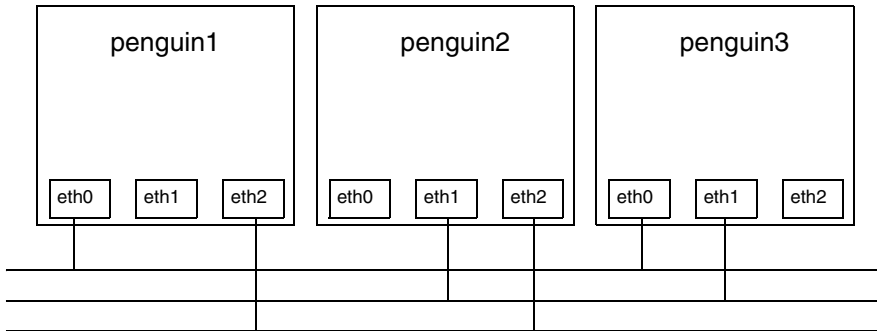 penguin1 penguin2 penguin3
eth0 eth1 eth2 eth0 eth1 eth2 eth0 eth1 eth2